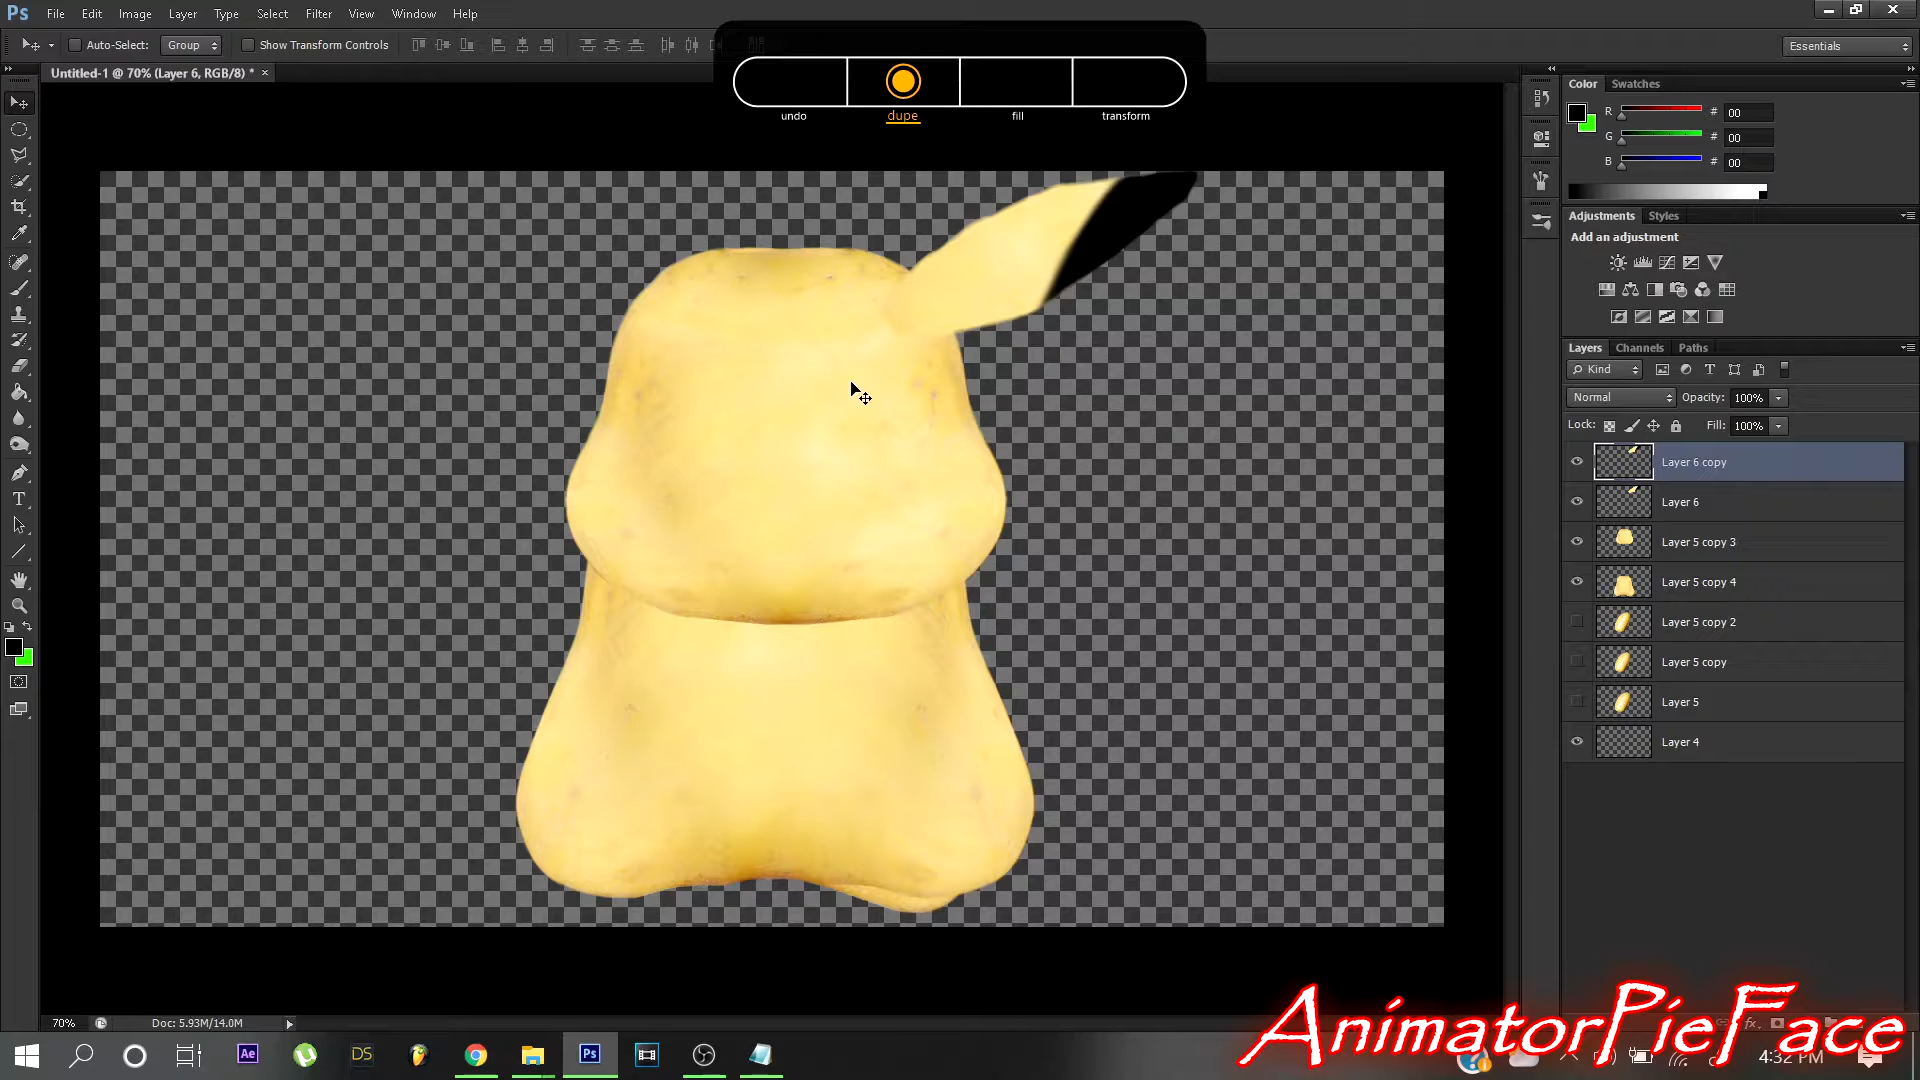 Ps File Edit Image Layer Type Select Filter View Window Help
Auto-Select: Group Show Transform Controls Essentials
Untitled-1 @ 70% (Layer 6, RGB/8) * ×
undo dupe fill transform
Color Swatches
R # 00
G # 00
B # 00
Adjustments Styles
Add an adjustment
Layers Channels Paths
Kind
Normal Opacity: 100%
Lock: Fill: 100%
Layer 6 copy
Layer 6
Layer 5 copy 3
Layer 5 copy 4
Layer 5 copy 2
Layer 5 copy
Layer 5
Layer 4
70% Doc: 5.93M/14.0M
AnimatorPieFace
Ae DS Ps 4:32 PM